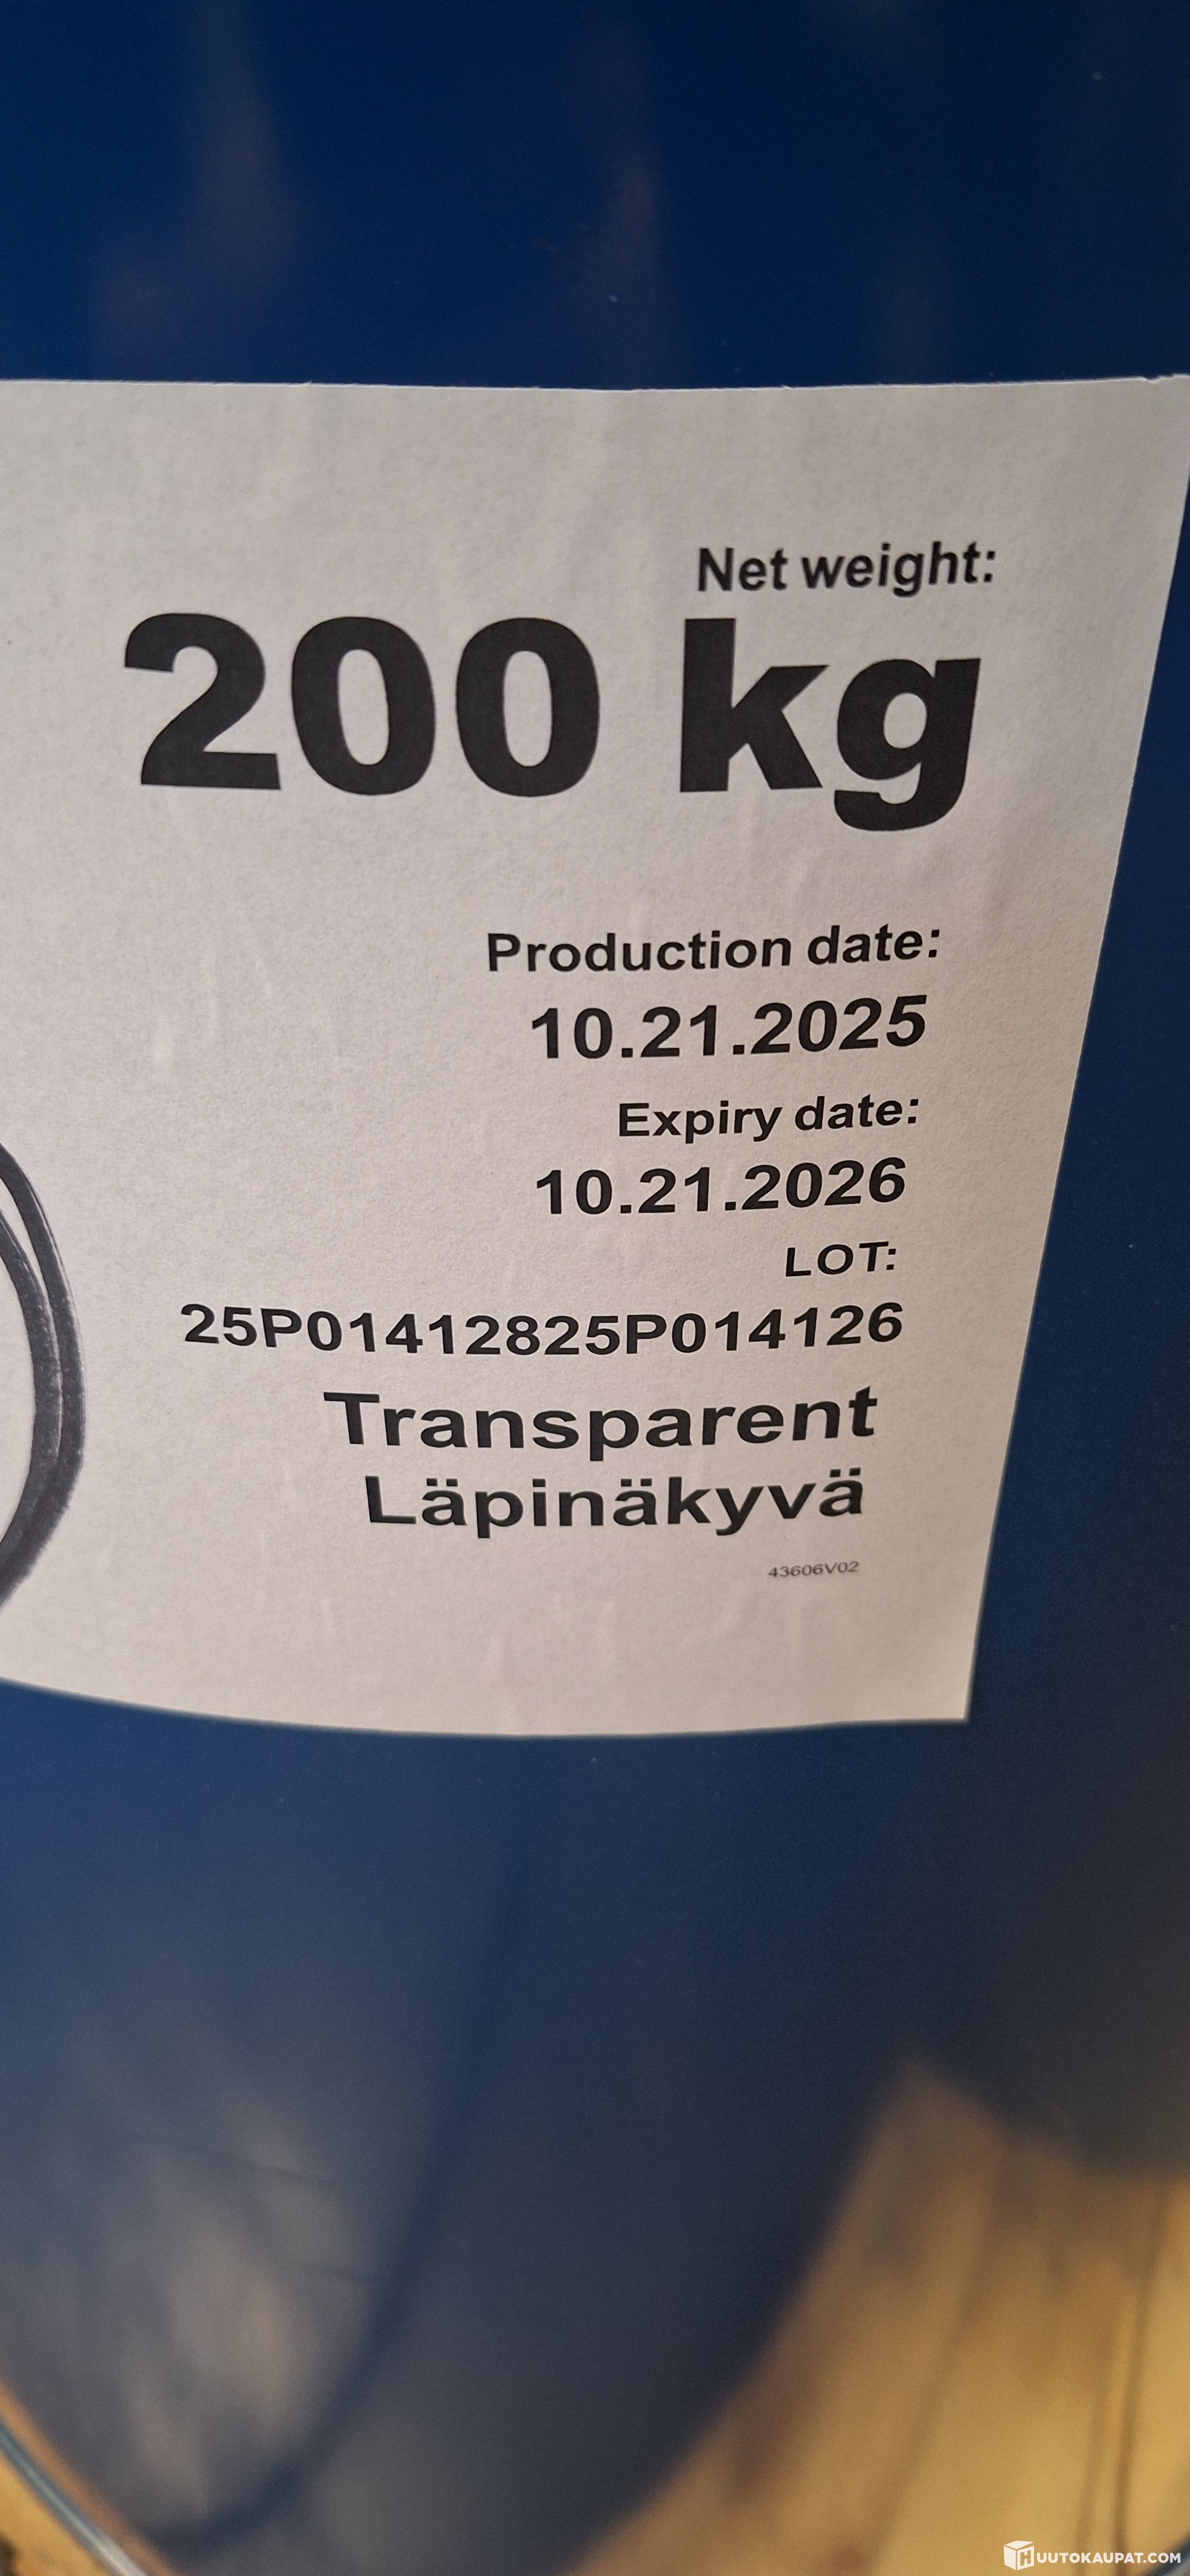 Net weight:
200 kg
Production date:
10.21.2025
Expiry date:
10.21.2026
LOT:
25P01412825P014126
Transparent
Läpinäkyvä
43606V02
HUUTOKAUPAT.COM